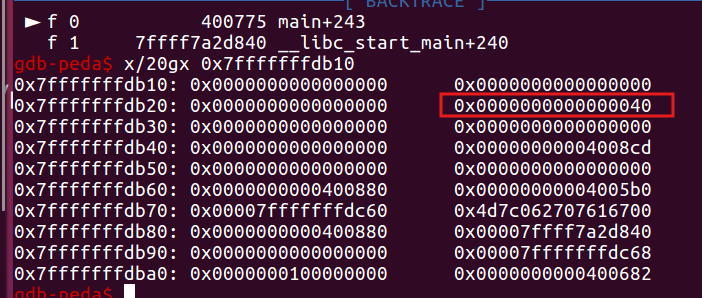 [ BACKTRACE ]
► f 0           400775 main+243
f 1     7ffff7a2d840 __libc_start_main+240
gdb-peda$ x/20gx 0x7fffffffdb10
0x7fffffffdb10: 0x0000000000000000      0x0000000000000000
0x7fffffffdb20: 0x0000000000000000      0x0000000000000040
0x7fffffffdb30: 0x0000000000000000      0x0000000000000000
0x7fffffffdb40: 0x0000000000000000      0x00000000004008cd
0x7fffffffdb50: 0x0000000000000000      0x0000000000000000
0x7fffffffdb60: 0x0000000000400880      0x00000000004005b0
0x7fffffffdb70: 0x00007fffffffdc60      0x4d7c062707616700
0x7fffffffdb80: 0x0000000000400880      0x00007ffff7a2d840
0x7fffffffdb90: 0x0000000000000000      0x00007fffffffdc68
0x7fffffffdba0: 0x0000000100000000      0x0000000000400682
gdb-peda$